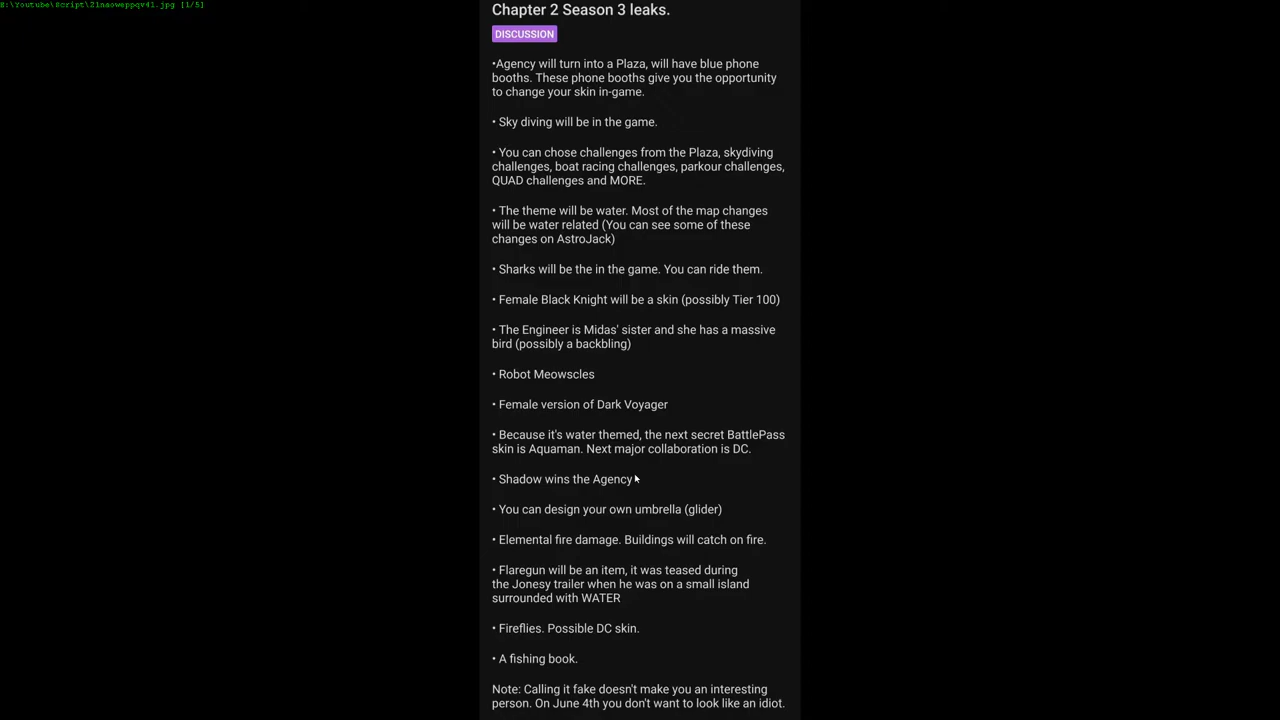 E:\Youtube\Script\21naoweppqv41.jpg [1/5]
Chapter 2 Season 3 leaks.
DISCUSSION
•Agency will turn into a Plaza, will have blue phone
booths. These phone booths give you the opportunity
to change your skin in-game.
• Sky diving will be in the game.
• You can chose challenges from the Plaza, skydiving
challenges, boat racing challenges, parkour challenges,
QUAD challenges and MORE.
• The theme will be water. Most of the map changes
will be water related (You can see some of these
changes on AstroJack)
• Sharks will be the in the game. You can ride them.
• Female Black Knight will be a skin (possibly Tier 100)
• The Engineer is Midas' sister and she has a massive
bird (possibly a backbling)
• Robot Meowscles
• Female version of Dark Voyager
• Because it's water themed, the next secret BattlePass
skin is Aquaman. Next major collaboration is DC.
• Shadow wins the Agency
• You can design your own umbrella (glider)
• Elemental fire damage. Buildings will catch on fire.
• Flaregun will be an item, it was teased during
the Jonesy trailer when he was on a small island
surrounded with WATER
• Fireflies. Possible DC skin.
• A fishing book.
Note: Calling it fake doesn't make you an interesting
person. On June 4th you don't want to look like an idiot.